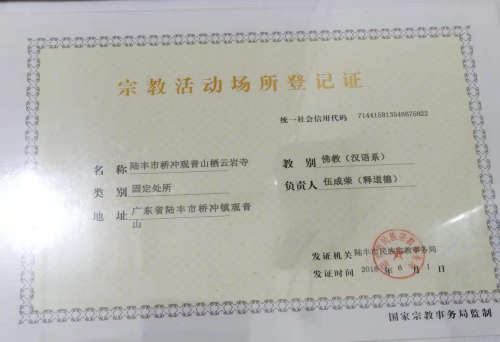 宗教活动场所登记证
统一社会信用代码 714415813546675822
名 称 陆丰市桥冲观音山栖云岩寺
教 别 佛教（汉语系）
类 别 固定处所
负责人 伍成荣（释道德）
地 址 广东省陆丰市桥冲镇观音
山
发证机关 陆丰市民族宗教事务局
发证时间 2018 年 6 月 1 日
国家宗教事务局监制